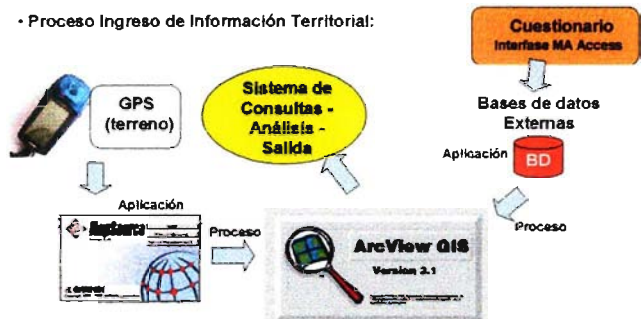 · Proceso Ingreso de Información Territorial:
Cuestionario
Interfase MA Access
GPS
(terreno)
Sistema de
Consultas -
Análisis -
Salida
Bases de datos
Externas
Aplicación
BD
Aplicación
MapSource
Proceso
ArcView GIS
Version 3.1
Proceso